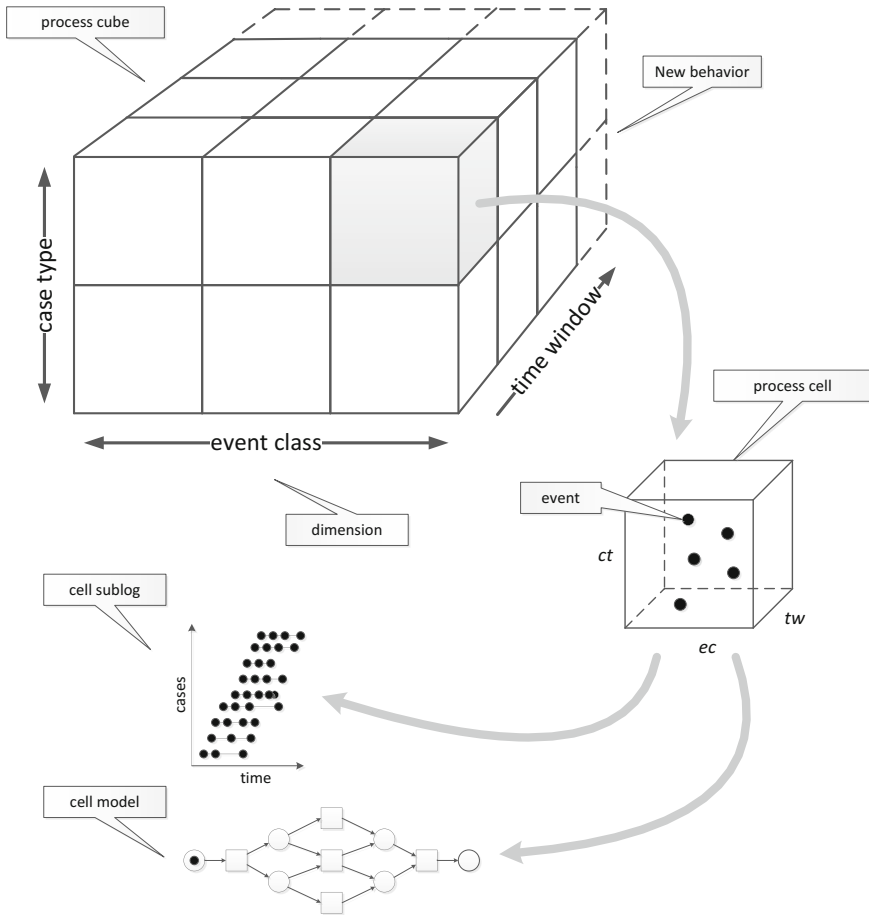 process cube
New behavior
case type
time window
event class
process cell
dimension
event
ct
tw
ec
cell sublog
cases
time
cell model